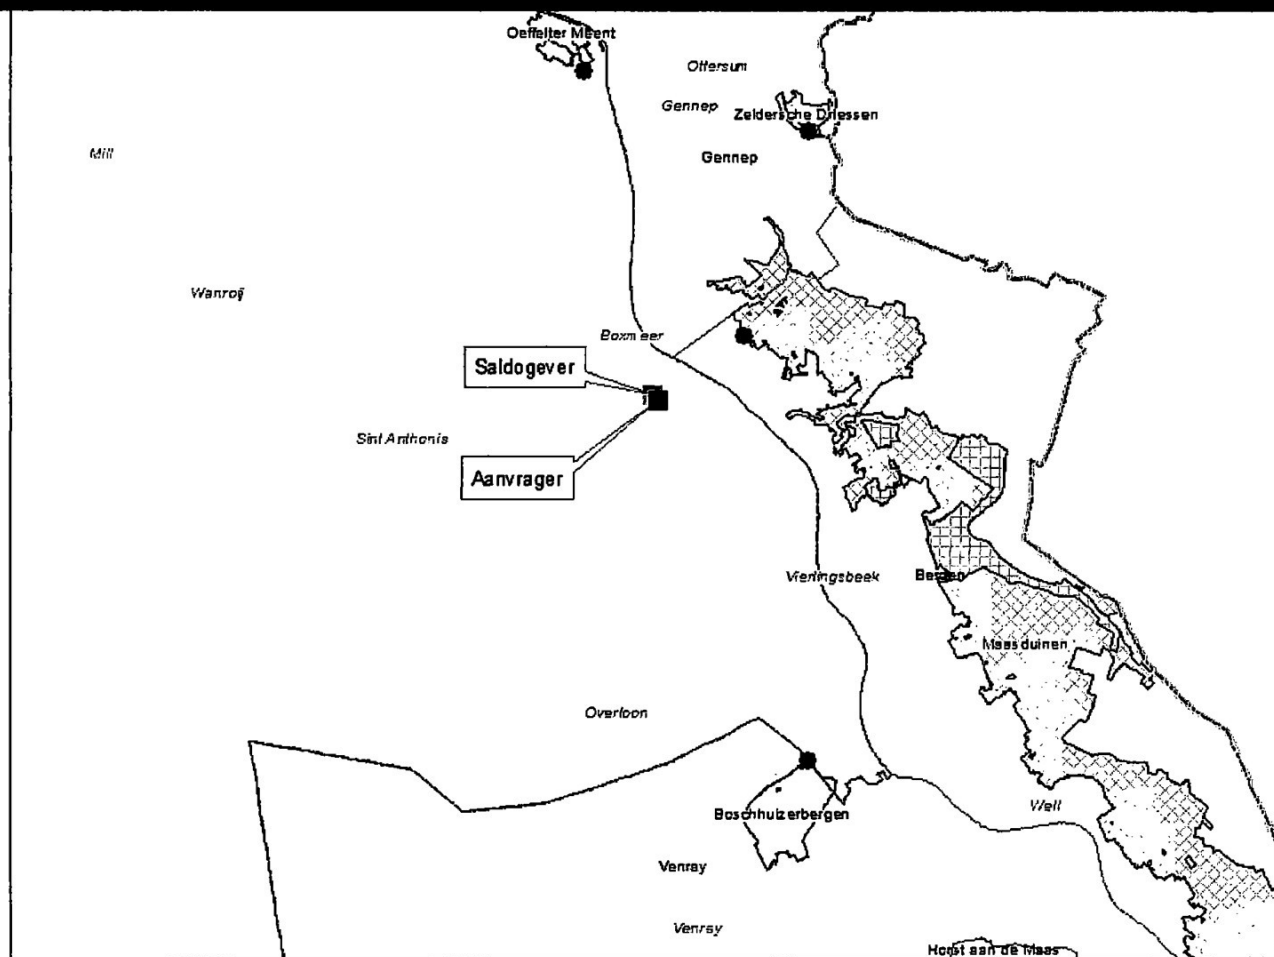 Oeffelter Meent
Ottersum
Gennep
Zeldersche Driessen
Mill
Gennep
Wanroij
Boxmeer
Saldogever
Sint Anthonis
Aanvrager
Vierlingsbeek
Bergen
Maasduinen
Overloon
Well
Boschhuizerbergen
Venray
Venray
Horst aan de Maas